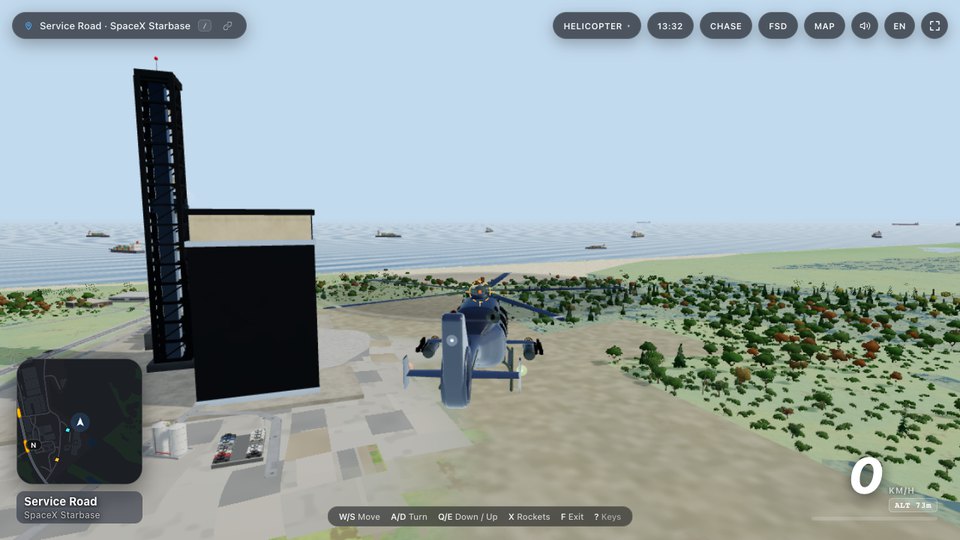 Service Road · SpaceX Starbase /
HELICOPTER · 13:32 CHASE FSD MAP EN
N
Service Road
SpaceX Starbase
W/S Move A/D Turn Q/E Down / Up X Rockets F Exit ? Keys
0 KM/H
ALT 73m